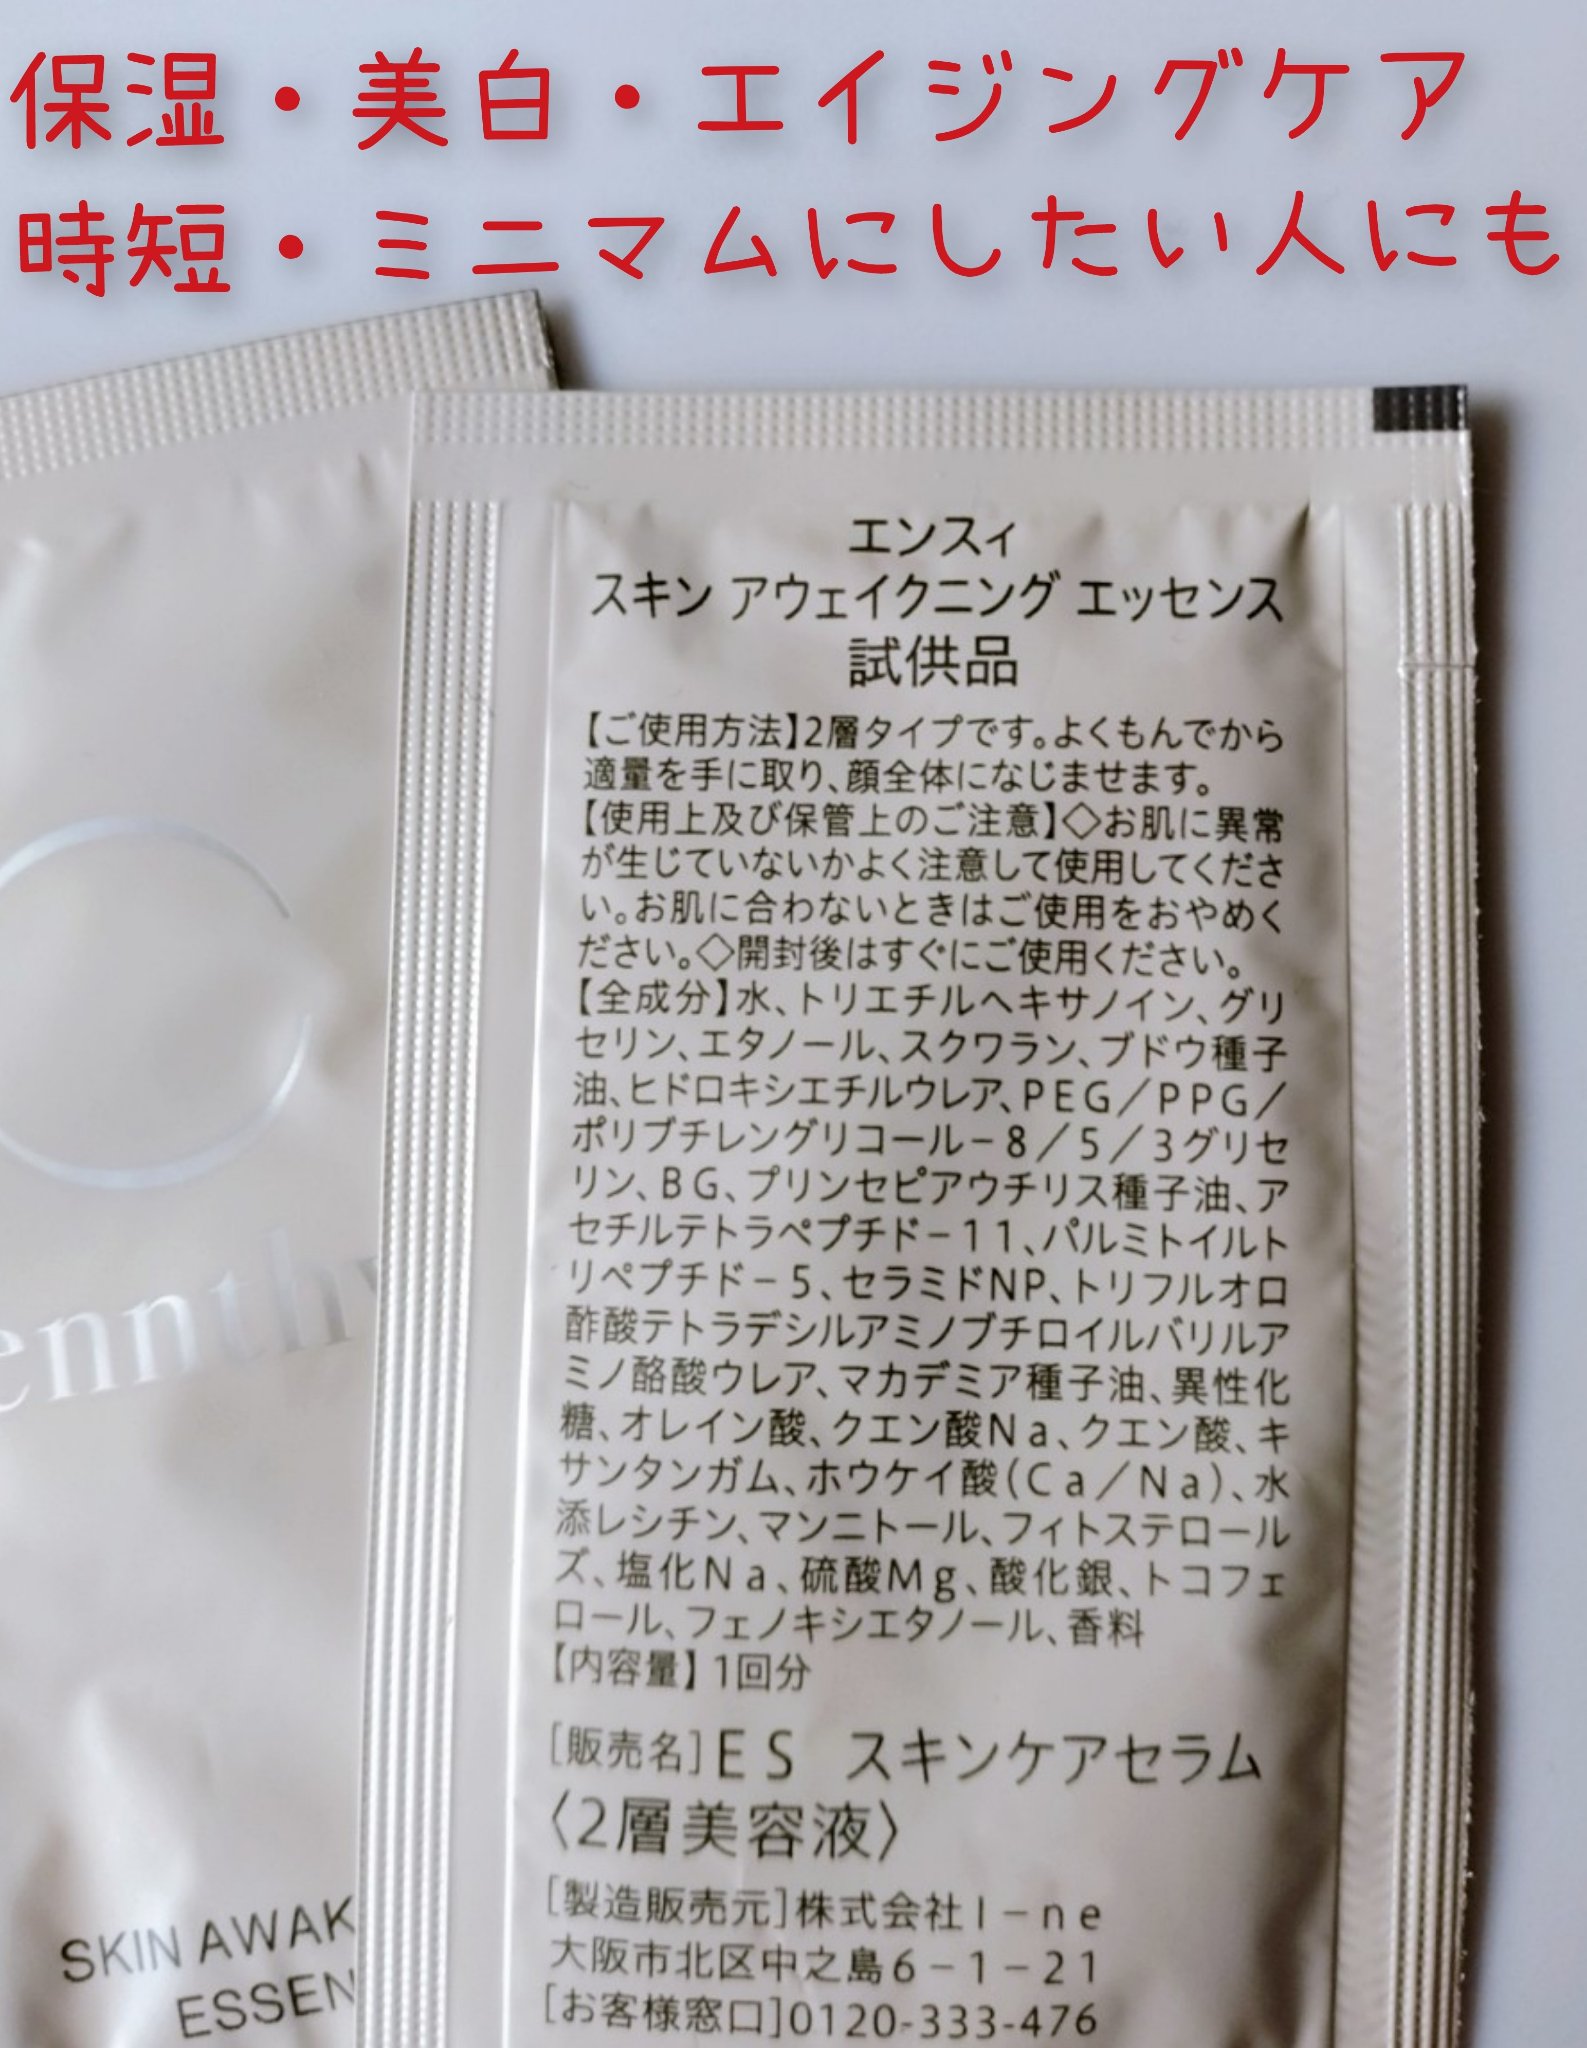 保湿・美白・エイジングケア
時短・ミニマムにしたい人にも
エンスィ
スキン アウェイクニング エッセンス
試供品
【ご使用方法】2層タイプです。よくもんでから
適量を手に取り、顔全体になじませます。
【使用上及び保管上のご注意】◇お肌に異常
が生じていないかよく注意して使用してくださ
い。お肌に合わないときはご使用をおやめく
ださい。◇開封後はすぐにご使用ください。
【全成分】水、トリエチルヘキサノイン、グリ
セリン、エタノール、スクワラン、ブドウ種子
油、ヒドロキシエチルウレア、PEG／PPG／
ポリブチレングリコール－8／5／3グリセ
リン、BG、プリンセピアウチリス種子油、ア
セチルテトラペプチド－11、パルミトイルト
リペプチド－5、セラミドNP、トリフルオロ
酢酸テトラデシルアミノブチロイルバリルア
ミノ酪酸ウレア、マカデミア種子油、異性化
糖、オレイン酸、クエン酸Na、クエン酸、キ
サンタンガム、ホウケイ酸(Ca／Na)、水
添レシチン、マンニトール、フィトステロール
ズ、塩化Na、硫酸Mg、酸化銀、トコフェ
ロール、フェノキシエタノール、香料
【内容量】1回分
[販売名]ES スキンケアセラム
〈2層美容液〉
[製造販売元]株式会社I－ne
大阪市北区中之島6－1－21
[お客様窓口]0120-333-476
ennth
SKIN AWAK
ESSEN